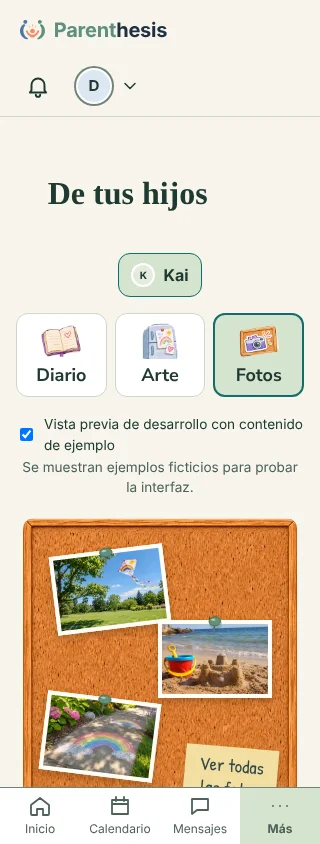 Parenthesis
D
De tus hijos
K Kai
Diario
Arte
Fotos
Vista previa de desarrollo con contenido
de ejemplo
Se muestran ejemplos ficticios para probar
la interfaz.
Ver todas
Inicio
Calendario
Mensajes
Más